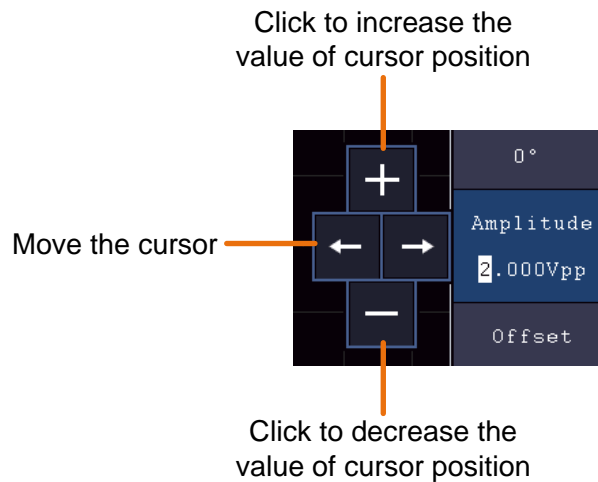 Click to increase the
value of cursor position
0°
Move the cursor
Amplitude
2.000Vpp
Offset
Click to decrease the
value of cursor position